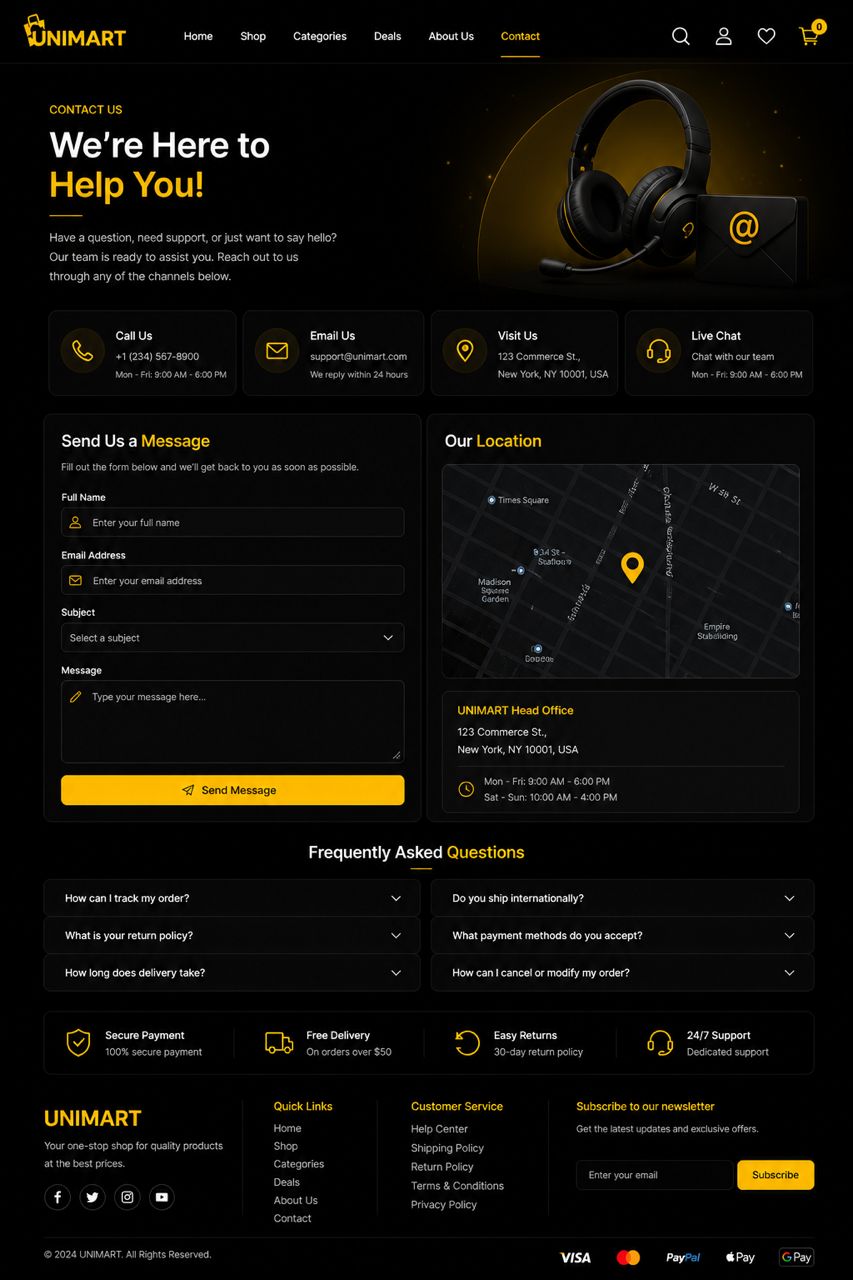 UNIMART
Home
Shop
Categories
Deals
About Us
Contact
0
CONTACT US
We're Here to
Help You!
Have a question, need support, or just want to say hello?
Our team is ready to assist you. Reach out to us
through any of the channels below.
@
Call Us
+1 (234) 567-8900
Mon - Fri: 9:00 AM - 6:00 PM
Email Us
support@unimart.com
We reply within 24 hours
Visit Us
123 Commerce St.,
New York, NY 10001, USA
Live Chat
Chat with our team
Mon - Fri: 9:00 AM - 6:00 PM
Send Us a Message
Fill out the form below and we'll get back to you as soon as possible.
Full Name
Enter your full name
Email Address
Enter your email address
Subject
Select a subject
Message
Type your message here...
Send Message
Our Location
Times Square
Madison
Square
Garden
Empire
UNIMART Head Office
123 Commerce St.,
New York, NY 10001, USA
Mon - Fri: 9:00 AM - 6:00 PM
Sat - Sun: 10:00 AM - 4:00 PM
Frequently Asked Questions
How can I track my order?
Do you ship internationally?
What is your return policy?
What payment methods do you accept?
How long does delivery take?
How can I cancel or modify my order?
Secure Payment
100% secure payment
Free Delivery
On orders over $50
Easy Returns
30-day return policy
24/7 Support
Dedicated support
UNIMART
Your one-stop shop for quality products
at the best prices.
Quick Links
Home
Shop
Categories
Deals
About Us
Contact
Customer Service
Help Center
Shipping Policy
Return Policy
Terms & Conditions
Privacy Policy
Subscribe to our newsletter
Get the latest updates and exclusive offers.
Enter your email
Subscribe
© 2024 UNIMART. All Rights Reserved.
VISA
PayPal
Pay
G Pay